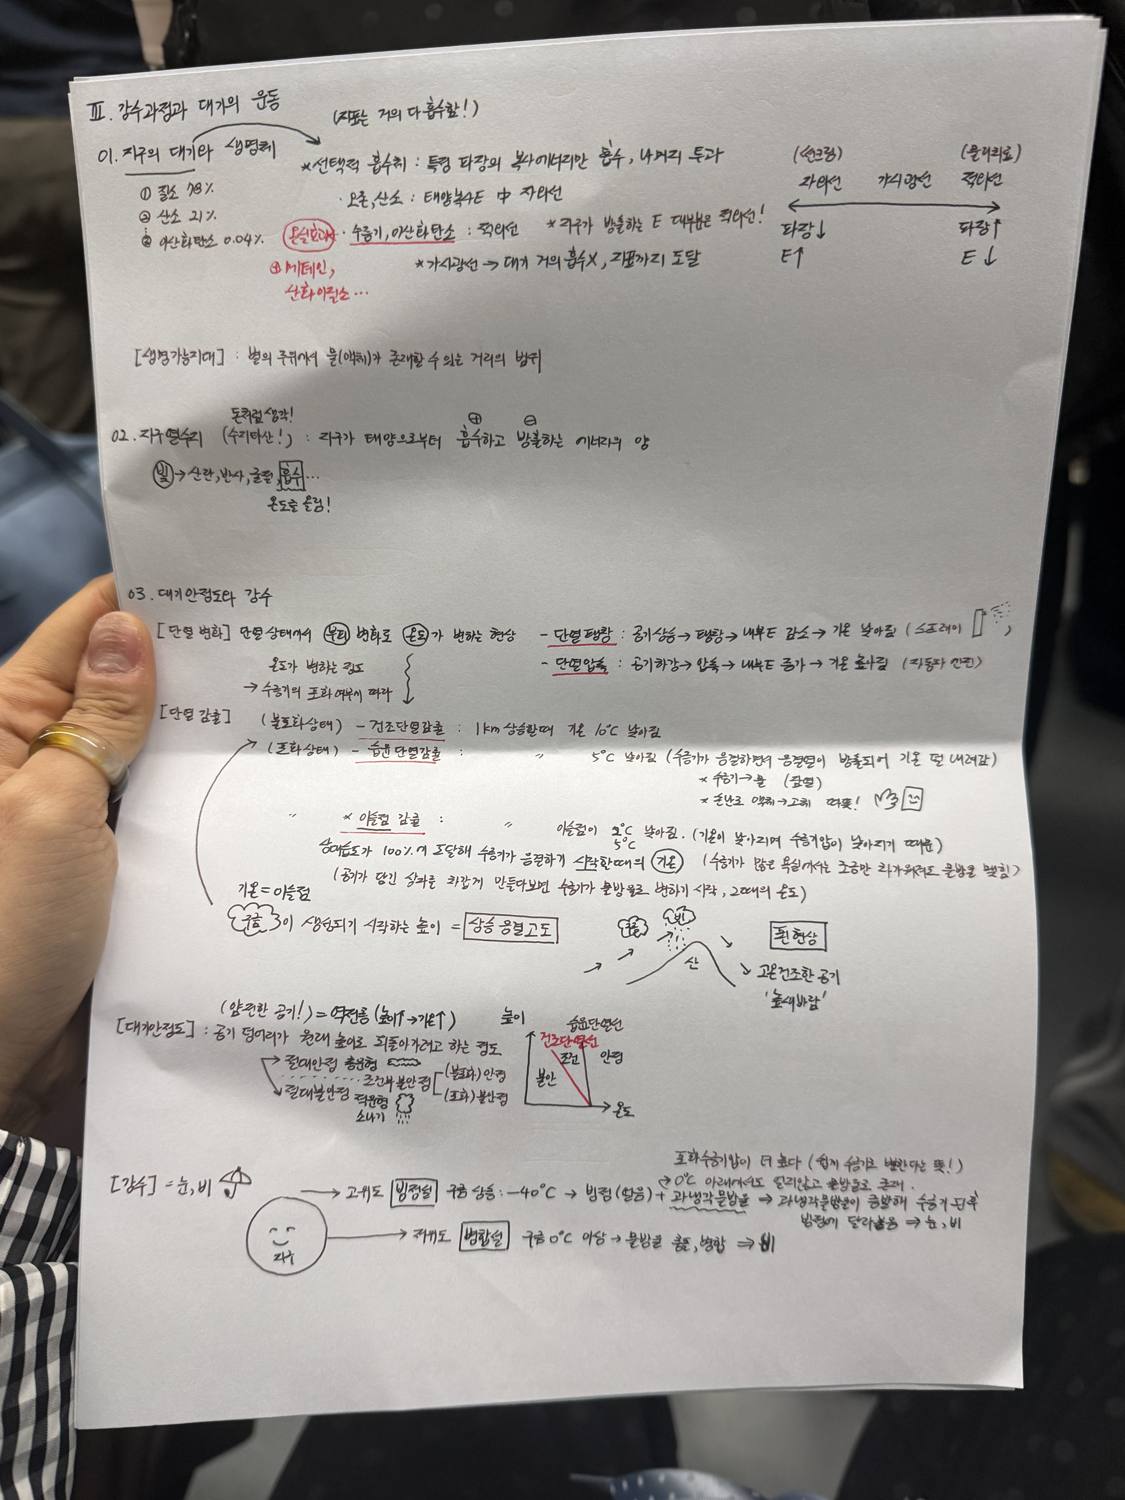 Ⅲ. 강수과정과 대기의 운동
(지표는 거의 다 흡수함!)
01. 지구의 대기와 생명체
① 질소 78%
② 산소 21%
⋮
이산화탄소 0.04%
*선택적 흡수체 : 특정 파장의 복사에너지만 흡수, 나머지 투과
· 오존, 산소 : 태양복사E 中 자외선
온실효과 · 수증기, 이산화탄소 : 적외선 *지구가 방출하는 E 대부분은 적외선!
⊕ 메테인,
산화이질소 …
*가시광선 → 대기 거의 흡수X, 지표까지 도달
(선크림) (물리치료)
자외선 가시광선 적외선
파장↓ 파장↑
E↑ E↓
[생명가능지대] : 별의 주위에서 물(액체)가 존재할 수 있는 거리의 범위
돈처럼 생각!
⊕ ⊖
02. 지구열수지 (수지타산!) : 지구가 태양으로부터 흡수하고 방출하는 에너지의 양
빛 → 산란, 반사, 굴절, 흡수 …
온도를 올림!
03. 대기안정도와 강수
[단열 변화] 단열상태에서 부피 변화로 온도가 변하는 현상
- 단열팽창 : 공기상승 → 팽창 → 내부E 감소 → 기온 낮아짐 (스프레이)
- 단열압축 : 공기하강 → 압축 → 내부E 증가 → 기온 높아짐 (자동차 엔진)
온도가 변하는 정도
→ 수증기의 포화여부에 따라
[단열 감률] (불포화상태) - 건조단열감률 : 1km 상승할때 기온 10°C 낮아짐
(포화상태) - 습윤단열감률 : 〃 5°C 낮아짐 (수증기가 응결하면서 응결열이 방출되어 기온 덜 내려감)
* 수증기→물
* 손난로 액체→고체 따뜻!
〃 * 이슬점 감률 : 〃 이슬점이 2°C 낮아짐. (기온이 낮아지며 수증기압이 낮아지기 때문)
5°C
상대습도가 100%에 도달해 수증기가 응결하기 시작할때의 기온 (수증기가 많은 욕실에서는 조금만 차가워져도 물방울 맺힘)
(공기가 담긴 상자를 차갑게 만들다보면 수증기가 물방울로 변하기 시작, 그때의 온도)
기온=이슬점
구름이 생성되기 시작하는 높이 = 상승 응결고도
구름 비
산
푄현상
고온건조한 공기
'높새바람'
(얌전한 공기!) = 역전층 (높이↑→기온↑)
[대기안정도] : 공기 덩어리가 원래 높이로 되돌아가려고 하는 정도
절대안정 층운형
조건부 불안정 (불포화)안정
(포화)불안정
절대불안정 적운형
소나기
높이
습윤단열선
건조단열선
조건 안정
불안
온도
[강수] = 눈, 비
지구
포화수증기압이 더 높다 (쉽게 수증기로 변한다는 뜻!)
0°C 아래에서도 얼지않고 물방울로 존재.
고위도 빙정설 구름 상층 : -40°C → 빙정(얼음) + 과냉각물방울 ⇒ 과냉각물방울이 증발해 수증기 된 후
빙정에 달라붙음 ⇒ 눈, 비
저위도 병합설 구름 0°C 이상 → 물방울 충돌, 병합 ⇒ 비